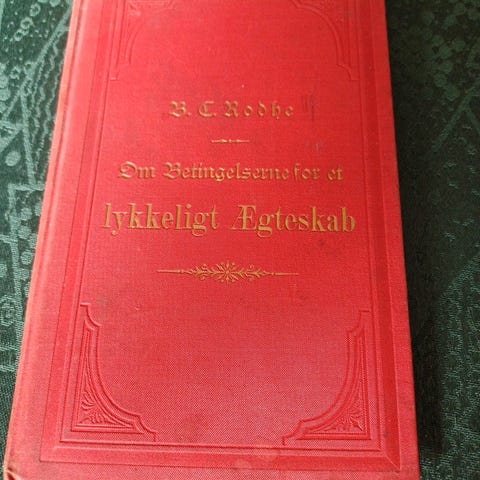 B. C. Rodhe
Om Betingelserne for et
lykkeligt Ægteskab